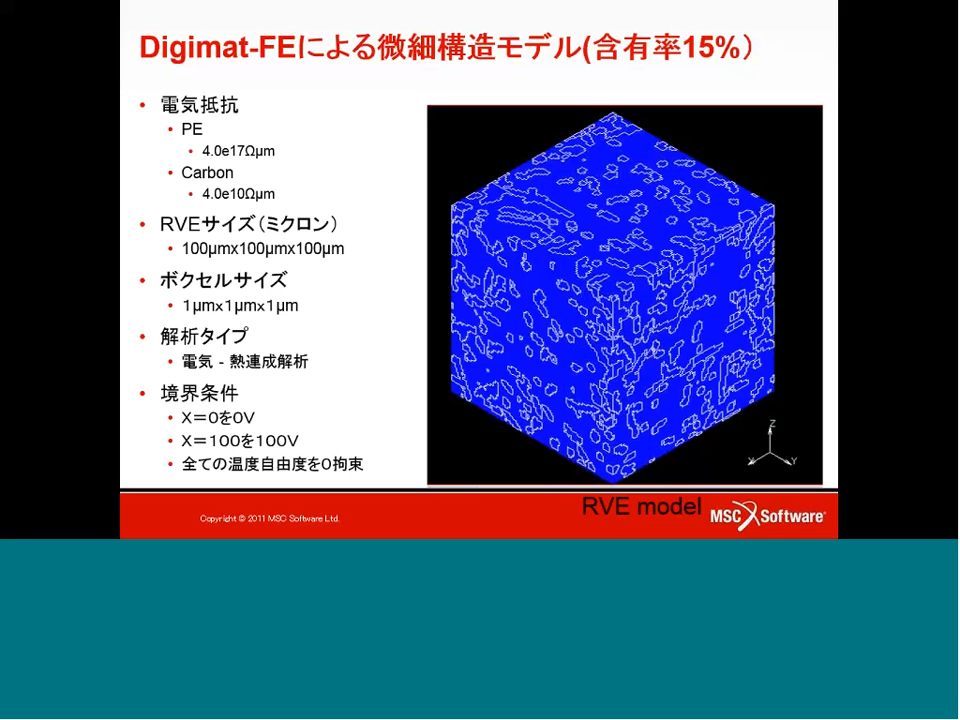 Digimat-FEによる微細構造モデル(含有率15%）
• 電気抵抗
• PE
• 4.0e17Ωμm
• Carbon
• 4.0e10Ωμm
• RVEサイズ（ミクロン）
• 100μmx100μmx100μm
• ボクセルサイズ
• １μmx１μmx１μm
• 解析タイプ
• 電気 - 熱連成解析
• 境界条件
• X＝0を0V
• X＝100を100V
• 全ての温度自由度を0拘束
Z
X
Y
RVE model
Copyright © 2011 MSC Software Ltd.
MSC Software